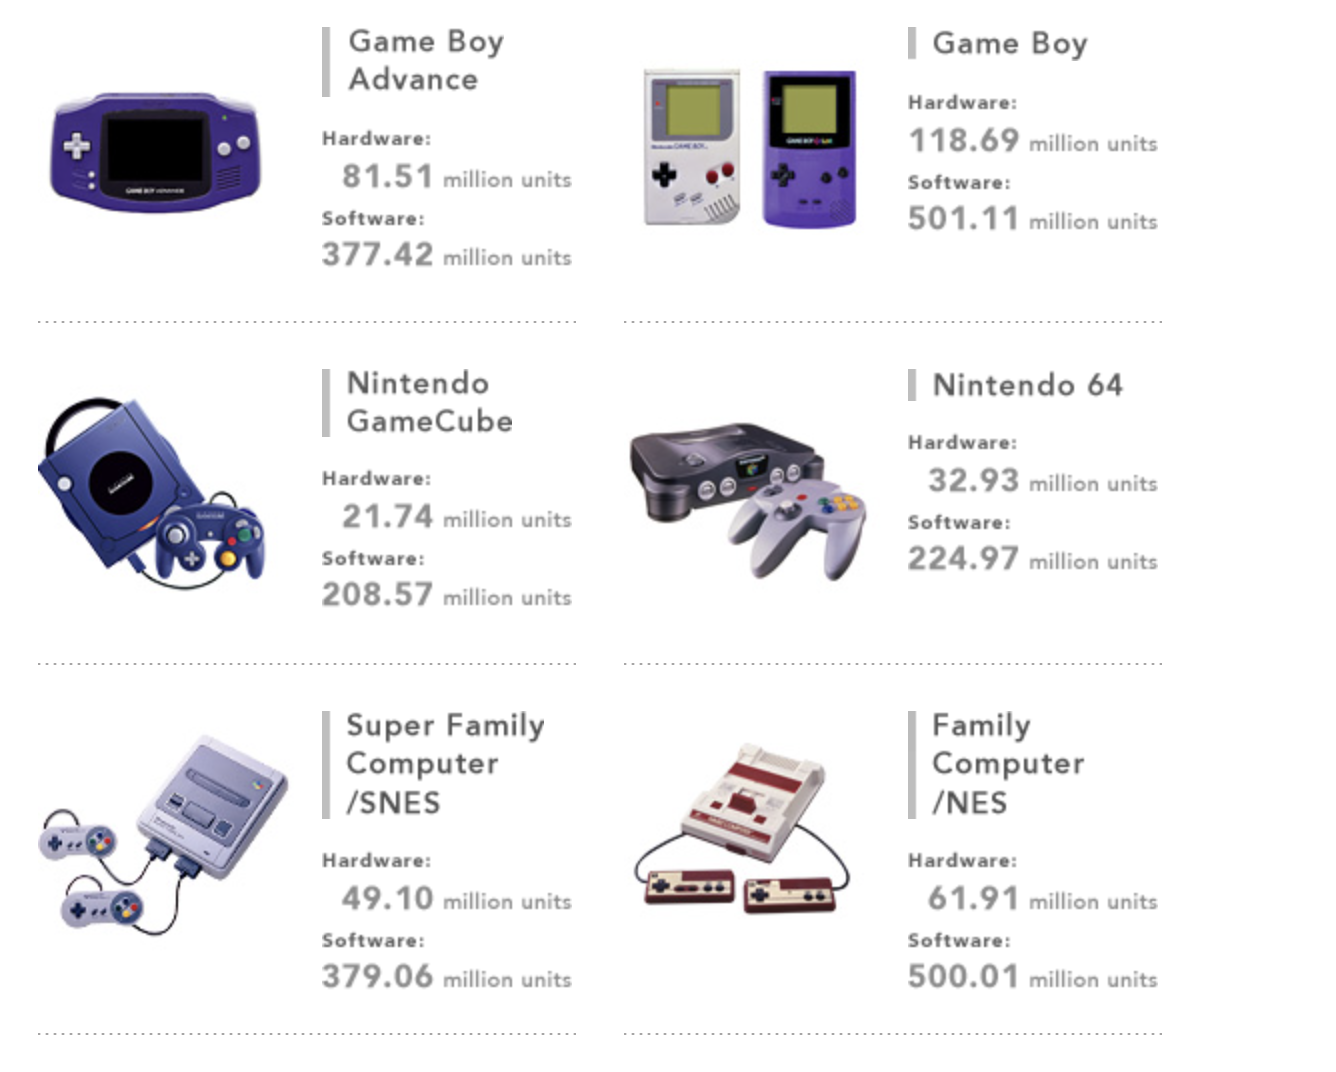 Game Boy
Advance
Hardware:
81.51 million units
Software:
377.42 million units
Game Boy
Hardware:
118.69 million units
Software:
501.11 million units
Nintendo
GameCube
Hardware:
21.74 million units
Software:
208.57 million units
Nintendo 64
Hardware:
32.93 million units
Software:
224.97 million units
Super Family
Computer
/SNES
Hardware:
49.10 million units
Software:
379.06 million units
Family
Computer
/NES
Hardware:
61.91 million units
Software:
500.01 million units